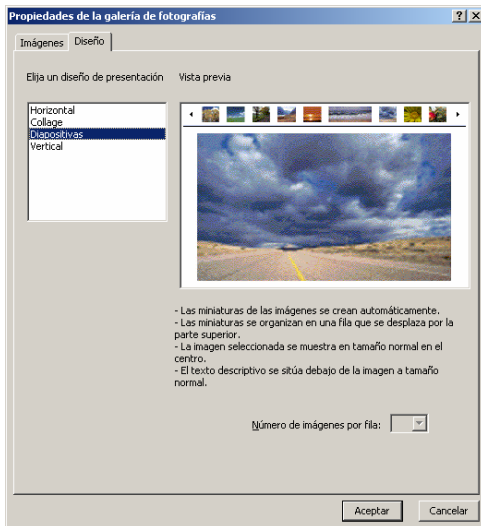 Propiedades de la galería de fotografías
Imágenes Diseño
Elija un diseño de presentación
Vista previa
Horizontal
Collage
Diapositivas
Vertical
- Las miniaturas de las imágenes se crean automáticamente.
- Las miniaturas se organizan en una fila que se desplaza por la
parte superior.
- La imagen seleccionada se muestra en tamaño normal en el
centro.
- El texto descriptivo se sitúa debajo de la imagen a tamaño
normal.
Número de imágenes por fila:
Aceptar Cancelar